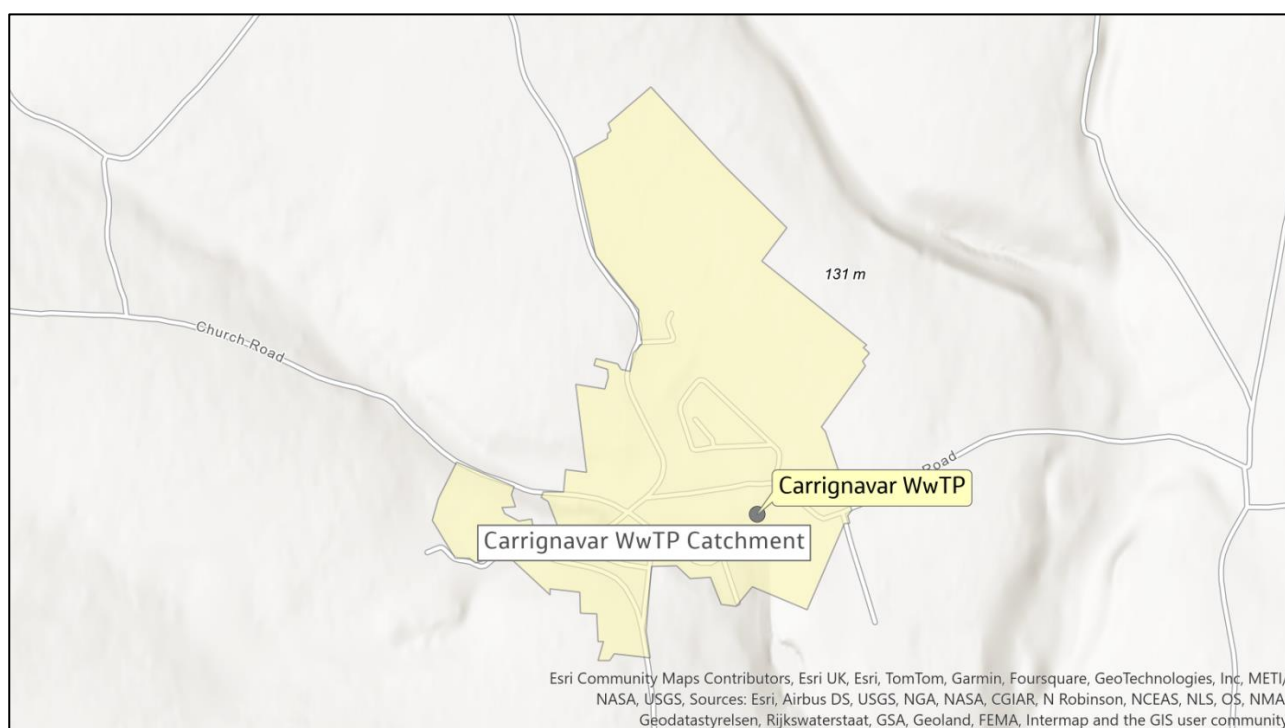 131 m
Church Road
Carrignavar WwTP
Road
Carrignavar WwTP Catchment
Esri Community Maps Contributors, Esri UK, Esri, TomTom, Garmin, Foursquare, GeoTechnologies, Inc, METI/
NASA, USGS, Sources: Esri, Airbus DS, USGS, NGA, NASA, CGIAR, N Robinson, NCEAS, NLS, OS, NMA,
Geodatastyrelsen, Rijkswaterstaat, GSA, Geoland, FEMA, Intermap and the GIS user community